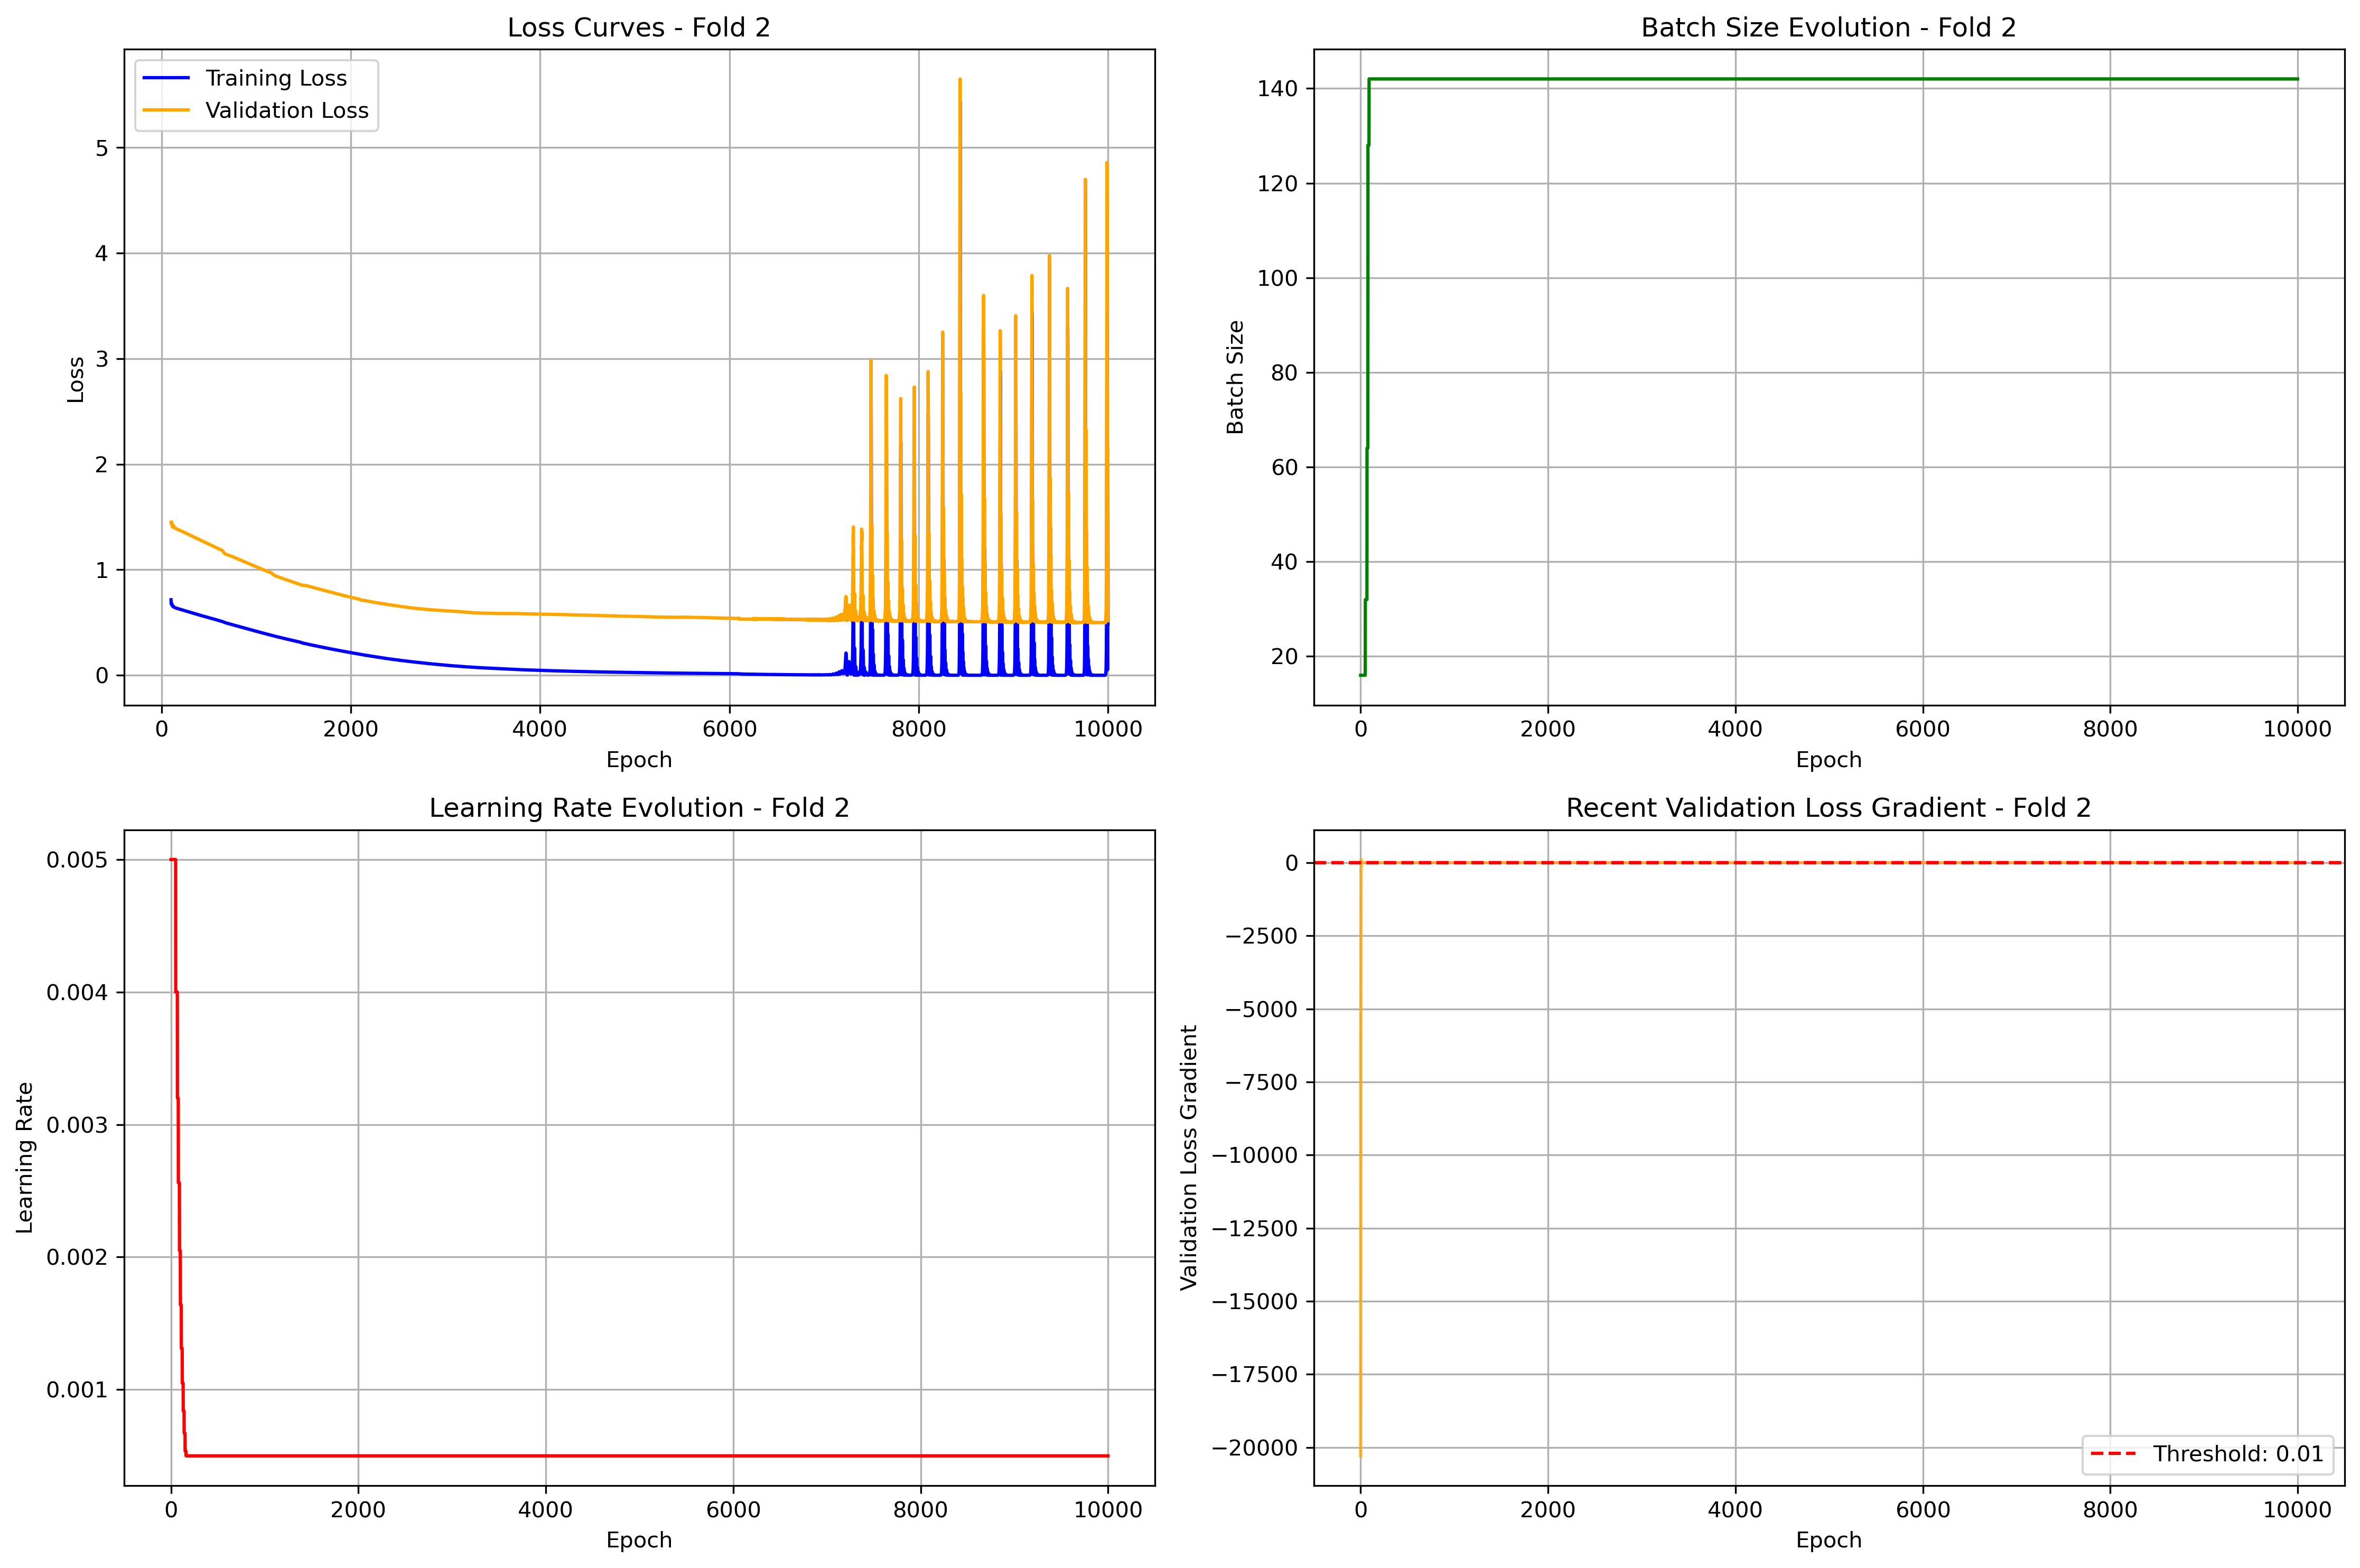 Loss Curves - Fold 2
Training Loss
Validation Loss
5
4
3
2
1
0
Loss
0 2000 4000 6000 8000 10000
Epoch
Batch Size Evolution - Fold 2
140
120
100
80
60
40
20
Batch Size
0 2000 4000 6000 8000 10000
Epoch
Learning Rate Evolution - Fold 2
0.005
0.004
0.003
0.002
0.001
Learning Rate
0 2000 4000 6000 8000 10000
Epoch
Recent Validation Loss Gradient - Fold 2
0
−2500
−5000
−7500
−10000
−12500
−15000
−17500
−20000
Validation Loss Gradient
Threshold: 0.01
0 2000 4000 6000 8000 10000
Epoch